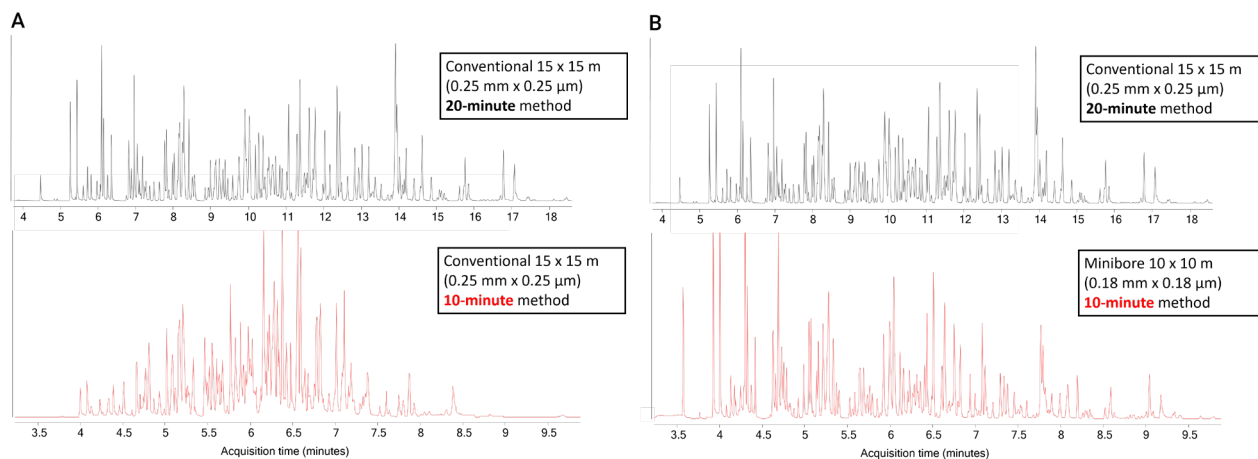 A
Conventional 15 x 15 m
(0.25 mm x 0.25 µm)
20-minute method
4 5 6 7 8 9 10 11 12 13 14 15 16 17 18
Conventional 15 x 15 m
(0.25 mm x 0.25 µm)
10-minute method
3.5 4 4.5 5 5.5 6 6.5 7 7.5 8 8.5 9 9.5
Acquisition time (minutes)
B
Conventional 15 x 15 m
(0.25 mm x 0.25 µm)
20-minute method
4 5 6 7 8 9 10 11 12 13 14 15 16 17 18
Minibore 10 x 10 m
(0.18 mm x 0.18 µm)
10-minute method
3.5 4 4.5 5 5.5 6 6.5 7 7.5 8 8.5 9 9.5
Acquisition time (minutes)